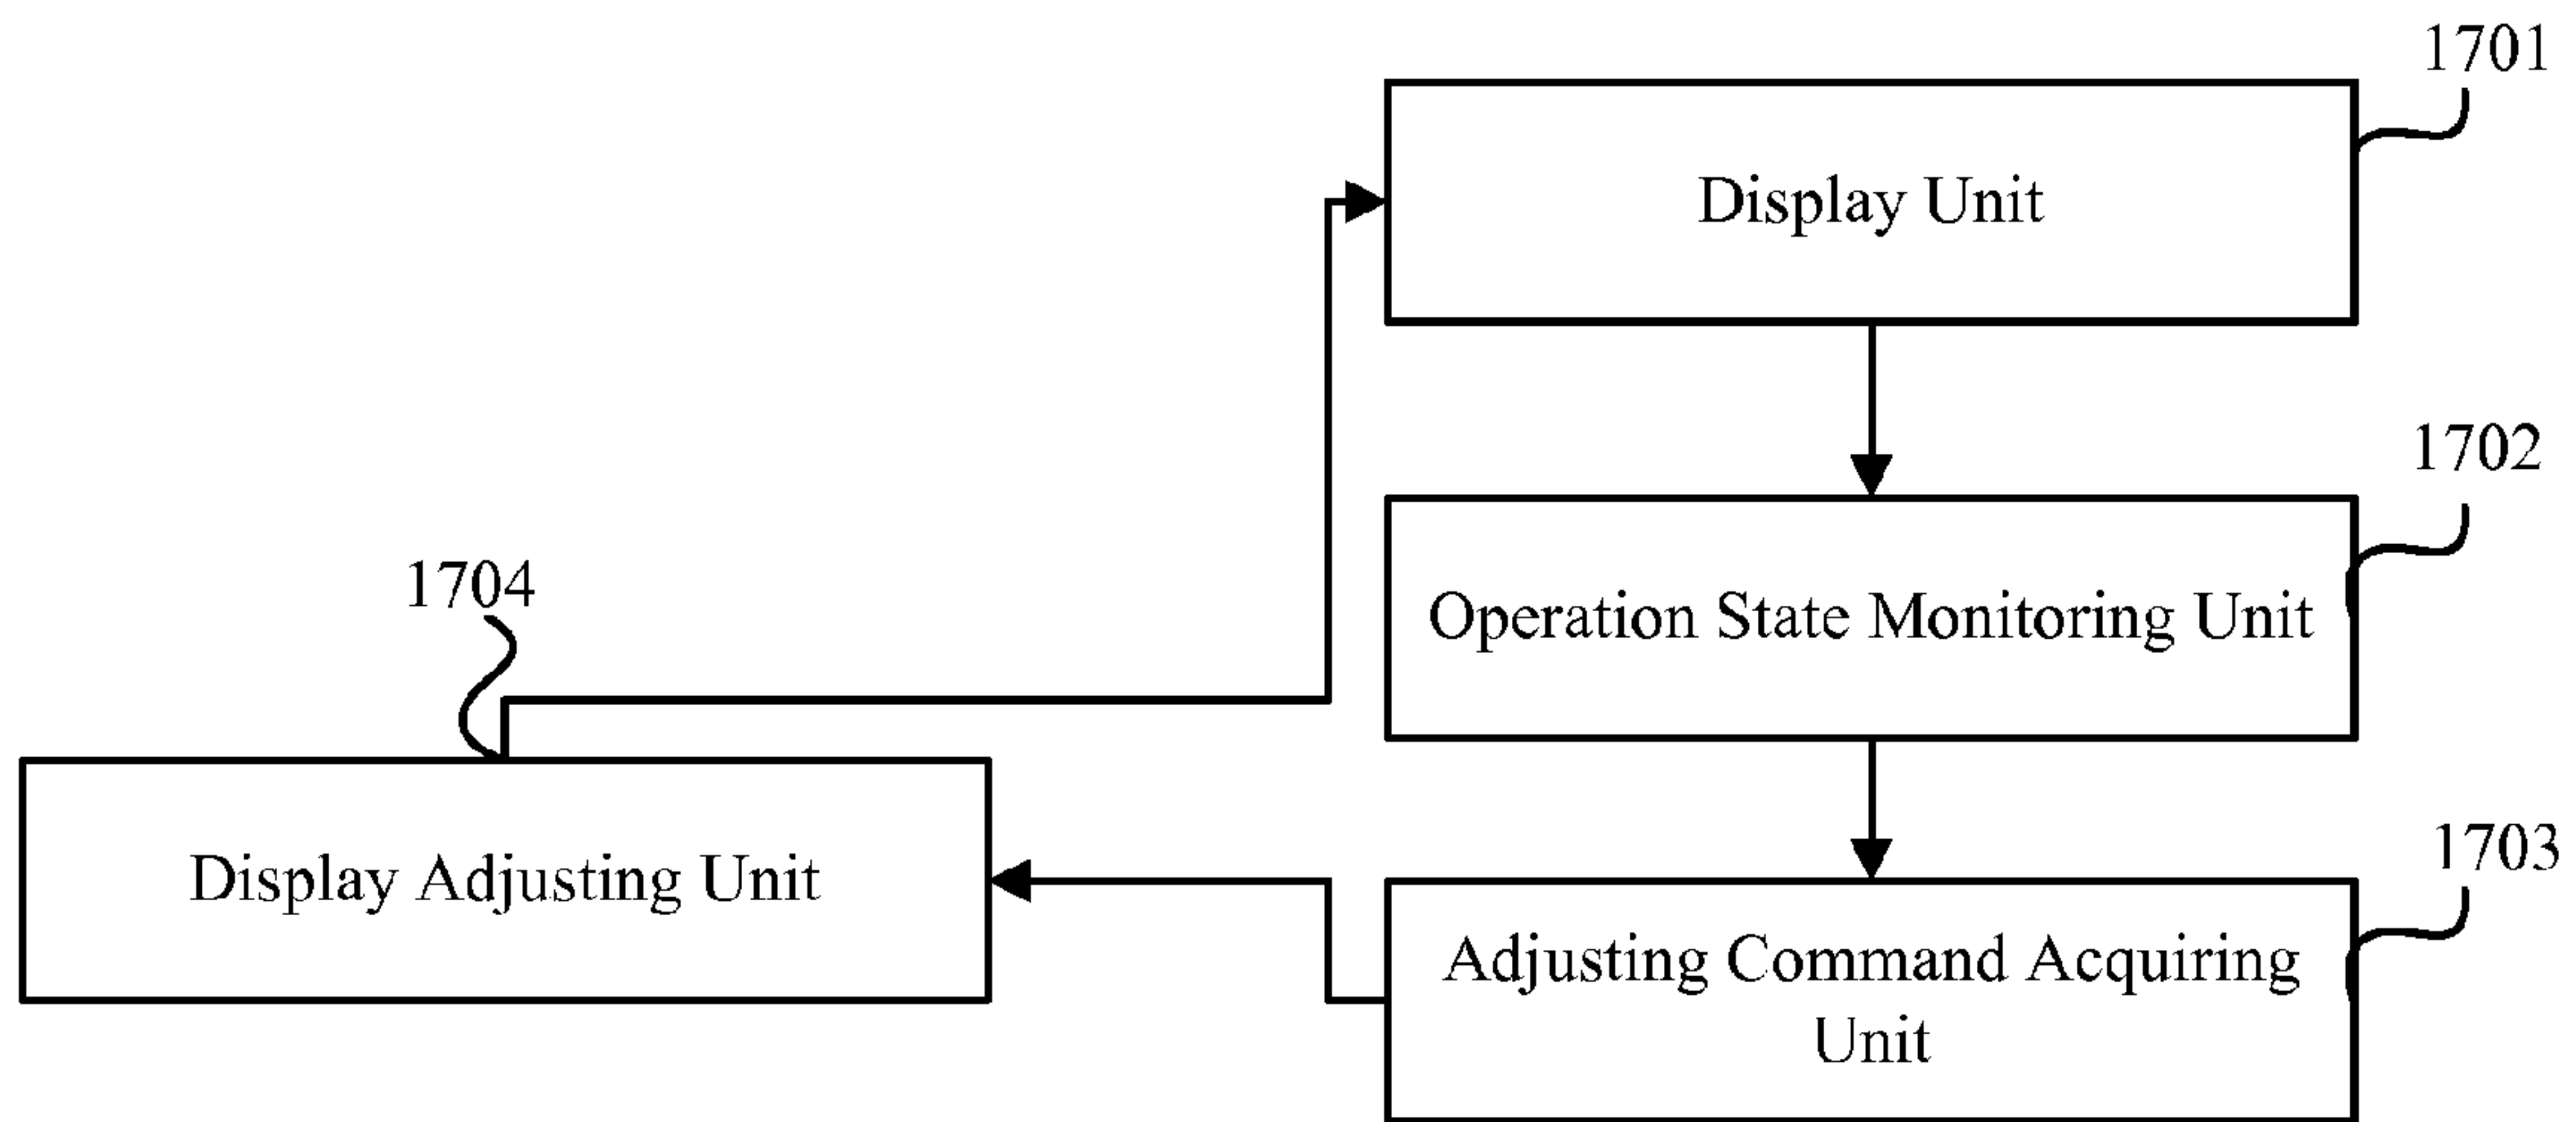 1701
Display Unit
1702
Operation State Monitoring Unit
1704
Display Adjusting Unit
1703
Adjusting Command Acquiring
Unit